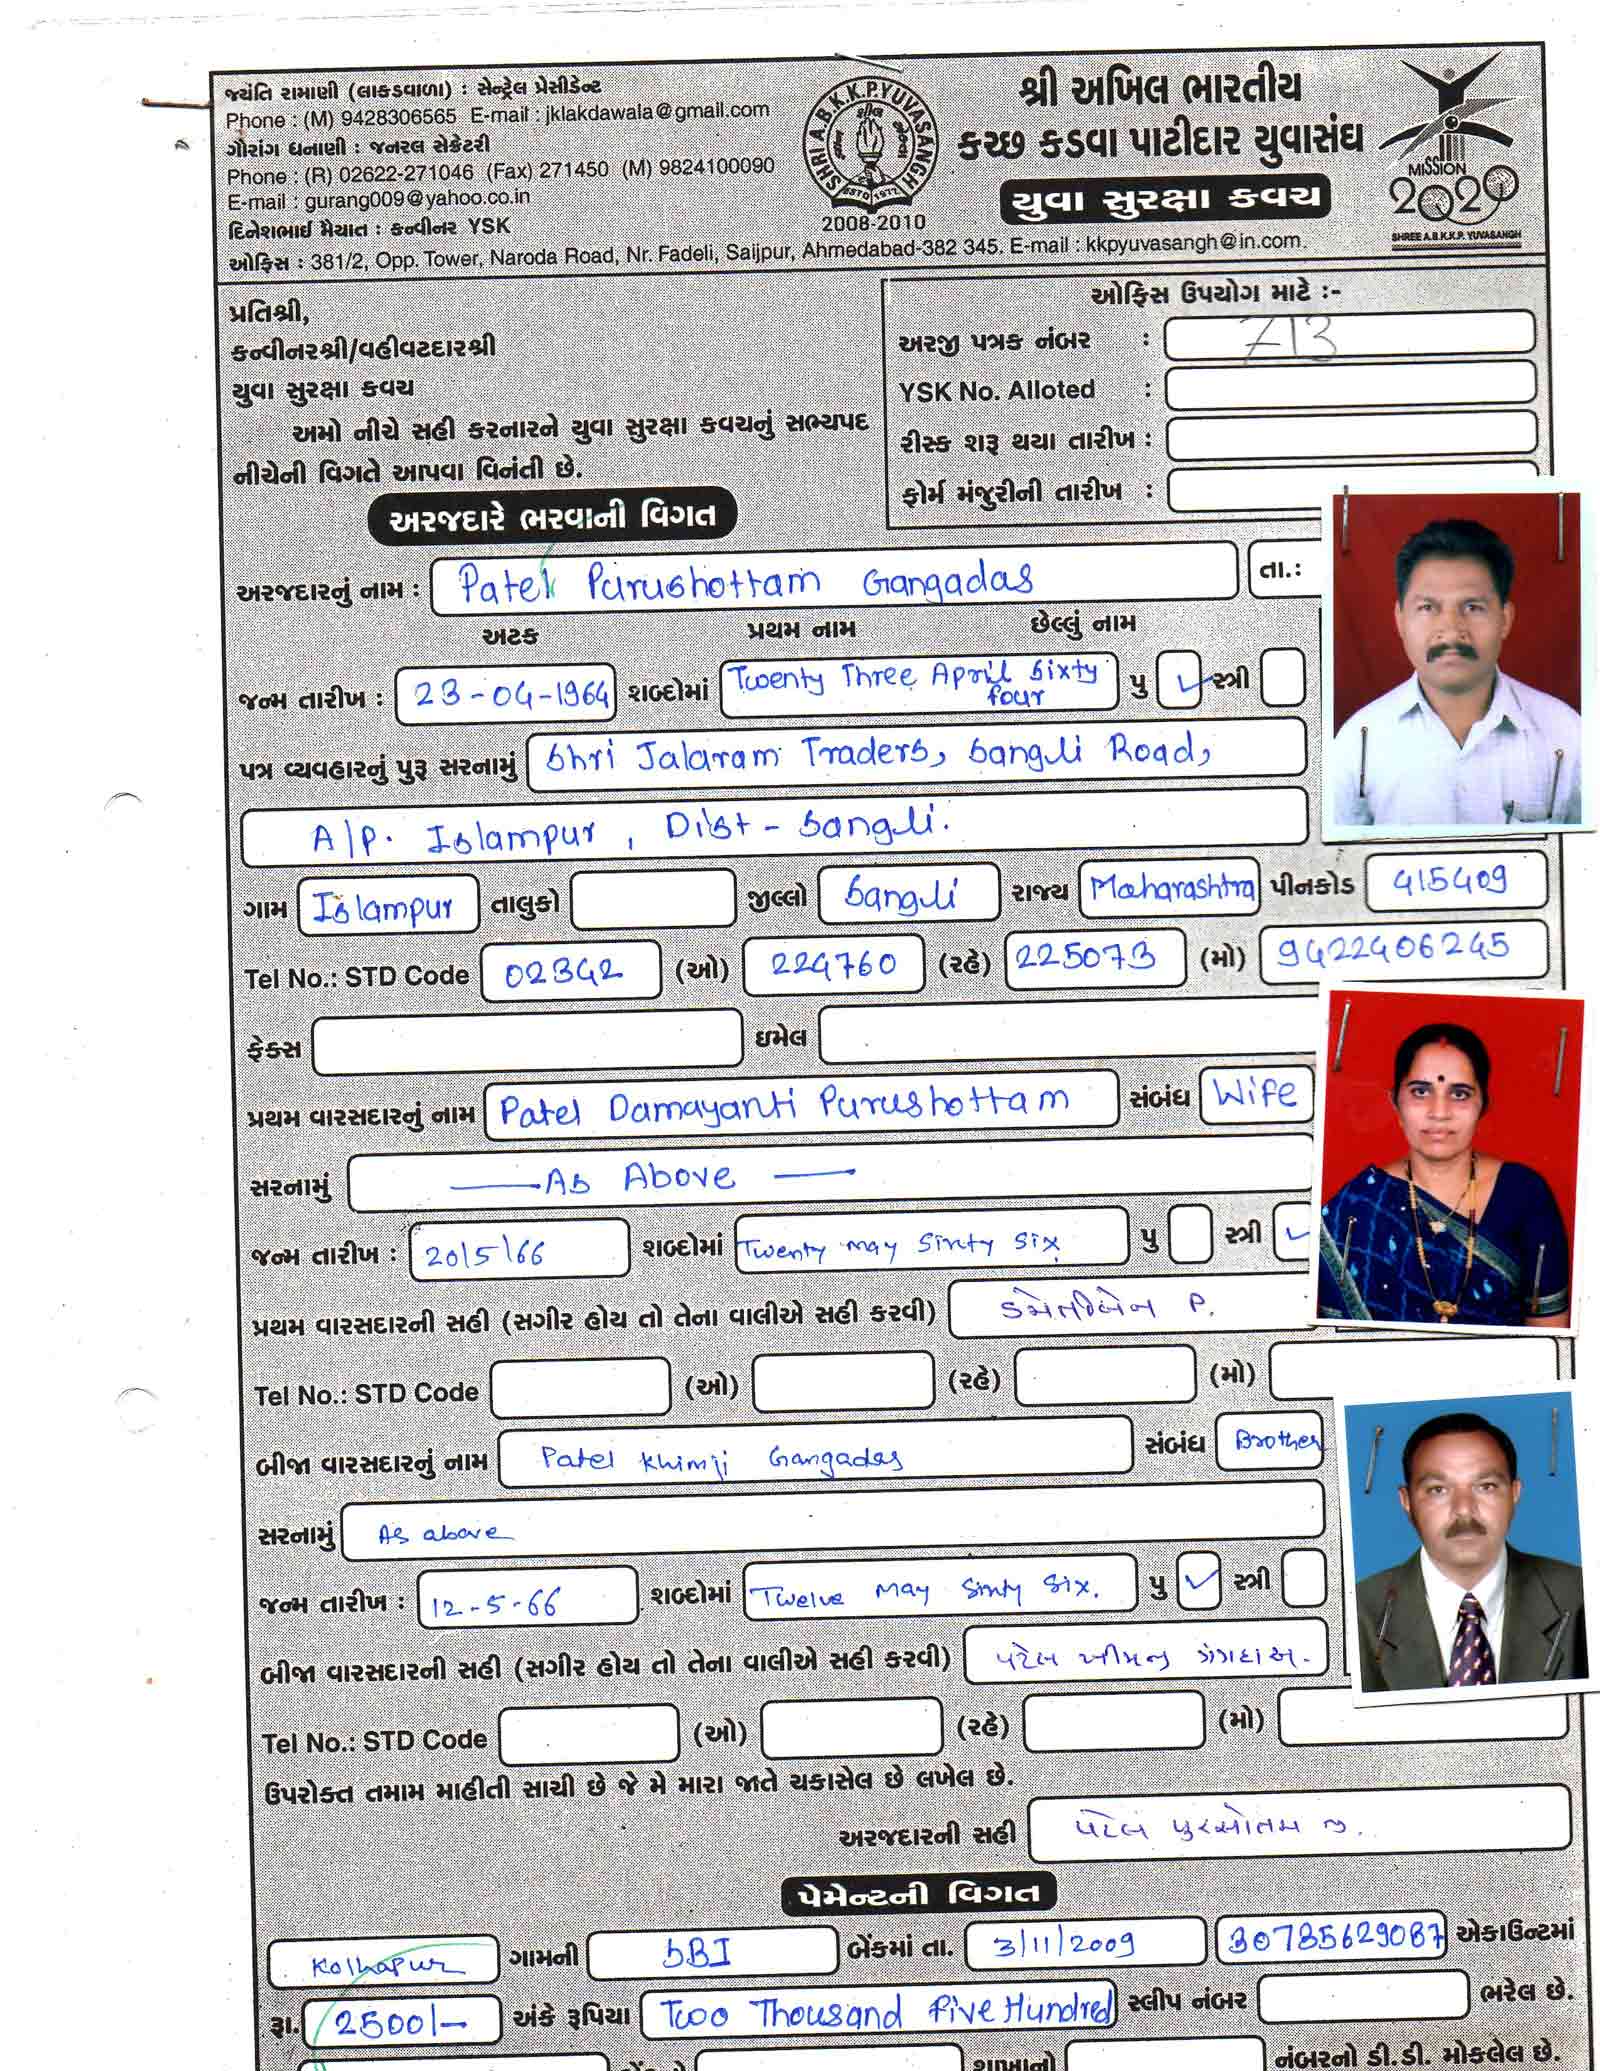 જયંતિ રામાણી (લાકડાવાળા) : સેન્ટ્રેલ પ્રેસીડેન્ટ
Phone : (M) 9428306565 E-mail : jklakdawala@gmail.com
ગૌરાંગ ધનાણી : જનરલ સેક્રેટરી
Phone : (R) 02622-271046 (Fax) 271450 (M) 9824100090
E-mail : gurang009@yahoo.co.in
દિનેશભાઈ મૈયાત : કન્વીનર YSK
SHRI A.B.K.K.P. YUVASANGH
ESTD 1977
2008-2010
શ્રી અખિલ ભારતીય
કચ્છ કડવા પાટીદાર યુવાસંઘ
યુવા સુરક્ષા કવચ
MISSION
2020
SHREE A.B.K.K.P. YUVASANGH
ઓફિસ : 381/2, Opp. Tower, Naroda Road, Nr. Fadeli, Saijpur, Ahmedabad-382 345. E-mail : kkpyuvasangh@in.com.
પ્રતિશ્રી,
કન્વીનરશ્રી/વહીવટદારશ્રી
યુવા સુરક્ષા કવચ
અમો નીચે સહી કરનારને યુવા સુરક્ષા કવચનું સભ્યપદ
નીચેની વિગતે આપવા વિનંતી છે.
ઓફિસ ઉપયોગ માટે :-
અરજી પત્રક નંબર : 713
YSK No. Alloted :
રીસ્ક શરૂ થયા તારીખ :
ફોર્મ મંજુરીની તારીખ :
અરજદારે ભરવાની વિગત
અરજદારનું નામ : Patel Purushottam Gangadas તા.:
અટક પ્રથમ નામ છેલ્લું નામ
જન્મ તારીખ : 23-04-1964 શબ્દોમાં Twenty Three April Sixty four પુ ✓ સ્ત્રી
પત્ર વ્યવહારનું પુરૂ સરનામું Shri Jalaram Traders, Sangli Road,
A/P. Islampur, Dist - Sangli.
ગામ Islampur તાલુકો જીલ્લો Sangli રાજ્ય Maharashtra પીનકોડ 415409
Tel No.: STD Code 02342 (ઓ) 224760 (રહે) 225073 (મો) 9422406245
ફેક્સ ઇમેલ
પ્રથમ વારસદારનું નામ Patel Damayanti Purushottam સંબંધ Wife
સરનામું — As Above —
જન્મ તારીખ : 20/5/66 શબ્દોમાં Twenty may Sinty Six પુ સ્ત્રી ✓
પ્રથમ વારસદારની સહી (સગીર હોય તો તેના વાલીએ સહી કરવી) P.
Tel No.: STD Code (ઓ) (રહે) (મો)
બીજા વારસદારનું નામ Patel Khimji Gangadas સંબંધ Brother
સરનામું As above
જન્મ તારીખ : 12-5-66 શબ્દોમાં Twelve May Sinty Six. પુ ✓ સ્ત્રી
બીજા વારસદારની સહી (સગીર હોય તો તેના વાલીએ સહી કરવી) પટેલ
Tel No.: STD Code (ઓ) (રહે) (મો)
ઉપરોક્ત તમામ માહીતી સાચી છે જે મે મારા જાતે ચકાસેલ છે લખેલ છે.
અરજદારની સહી પટેલ પુરસોતમ જી.
પેમેન્ટની વિગત
Kolhapur ગામની SBI બેંકમાં તા. 3/11/2009 30785629087 એકાઉન્ટમાં
રૂા. 2500/- અંકે રૂપિયા Two Thousand Five Hundred સ્લીપ નંબર ભરેલ છે.
શાખાનો નંબરનો ડી.ડી. મોકલેલ છે.